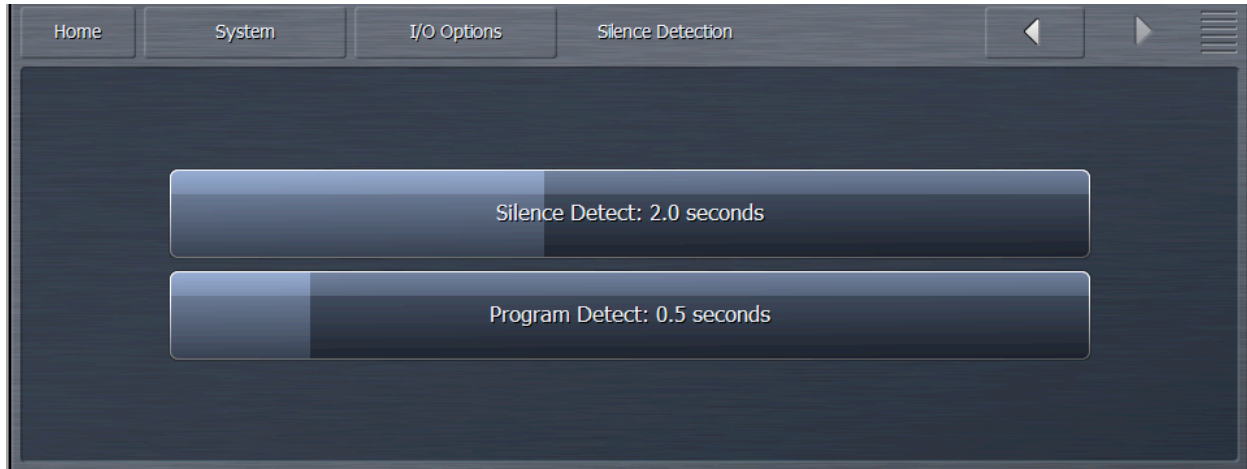 Home System I/O Options Silence Detection
Silence Detect: 2.0 seconds
Program Detect: 0.5 seconds